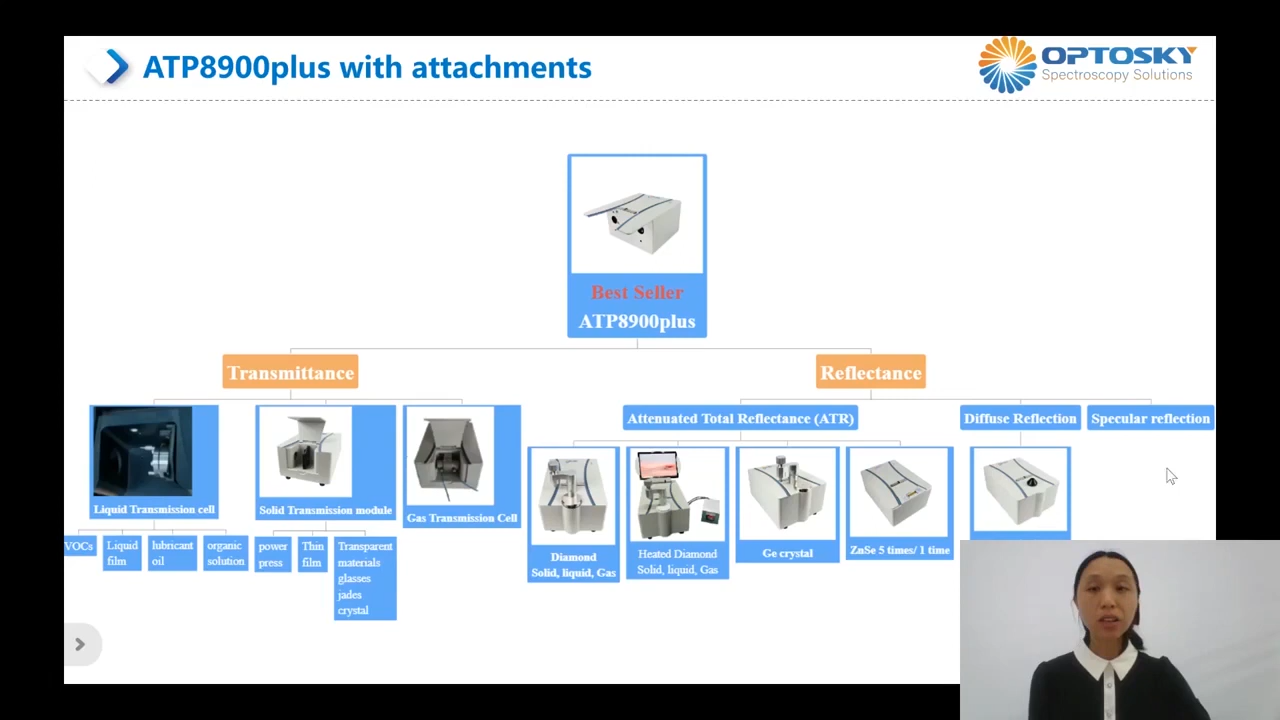 ATP8900plus with attachments
OPTOSKY
Spectroscopy Solutions
Best Seller
ATP8900plus
Transmittance
Reflectance
Attenuated Total Reflectance (ATR)
Diffuse Reflection
Specular reflection
Liquid Transmission cell
Solid Transmission module
Gas Transmission Cell
VOCs
Liquid
film
lubricant
oil
organic
solution
power
press
Thin
film
Transparent
materials
glasses
jades
crystal
Diamond
Solid, liquid, Gas
Heated Diamond
Solid, liquid, Gas
Ge crystal
ZnSe 5 times/ 1 time